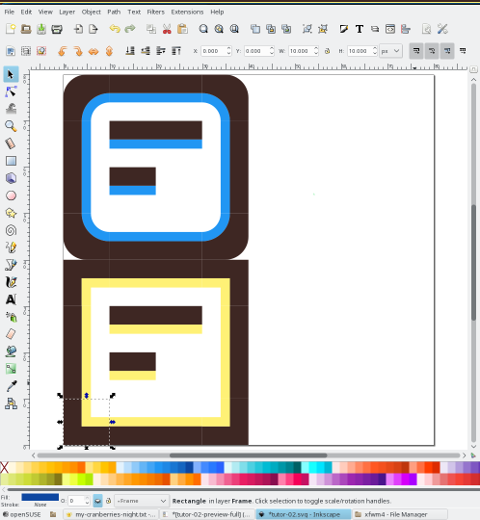 File Edit View Layer Object Path Text Filters Extensions Help
X: 0.000 Y: 0.000 W: 10.000 H: 10.000 px
Fill:
Stroke: None
O: 0
Frame
Rectangle in layer Frame. Click selection to toggle scale/rotation handles.
openSUSE my-cranberries-night.txt -... *[tutor-02-preview-full] (... *tutor-02.svg - Inkscape xfwm4 - File Manager